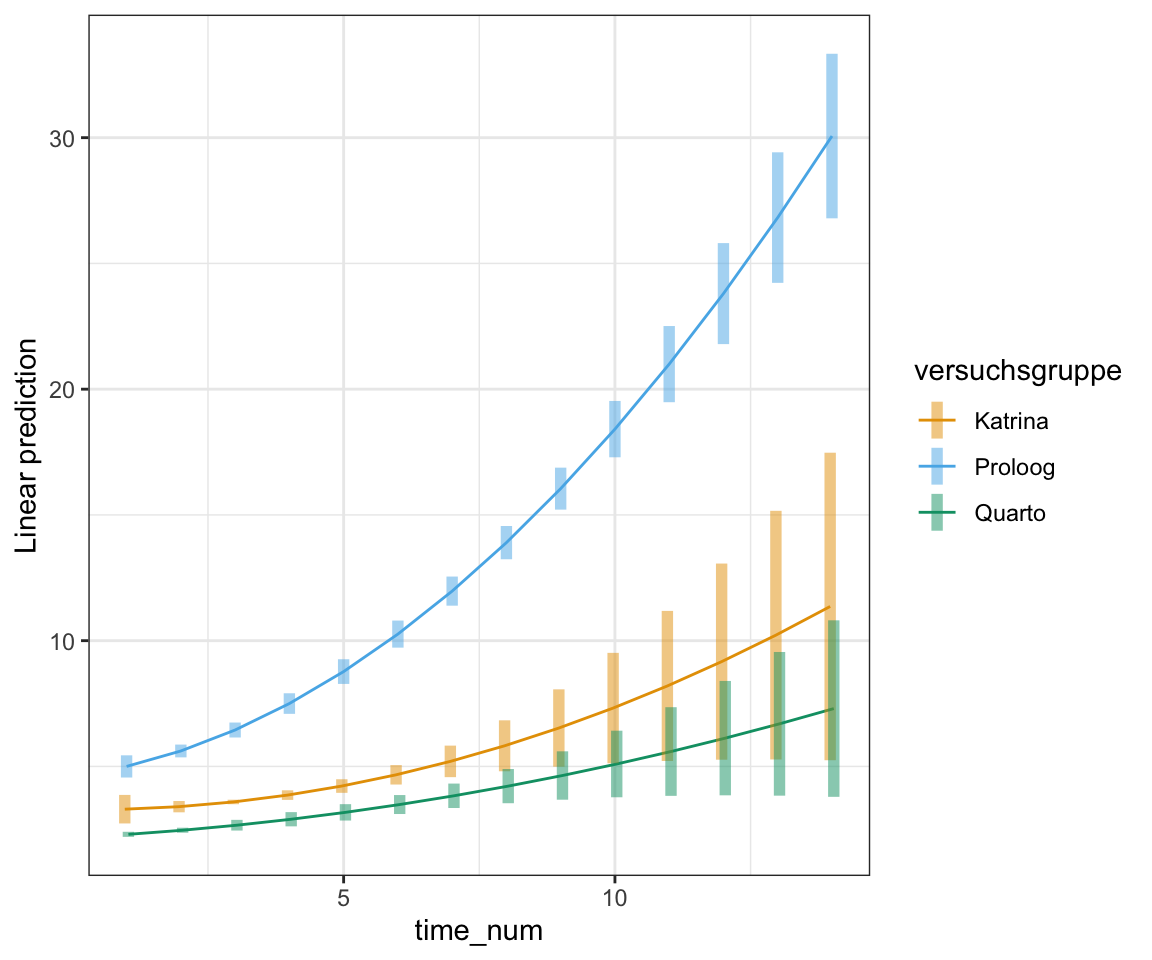 30
20
10
Linear prediction
5
10
time_num
versuchsgruppe
Katrina
Proloog
Quarto